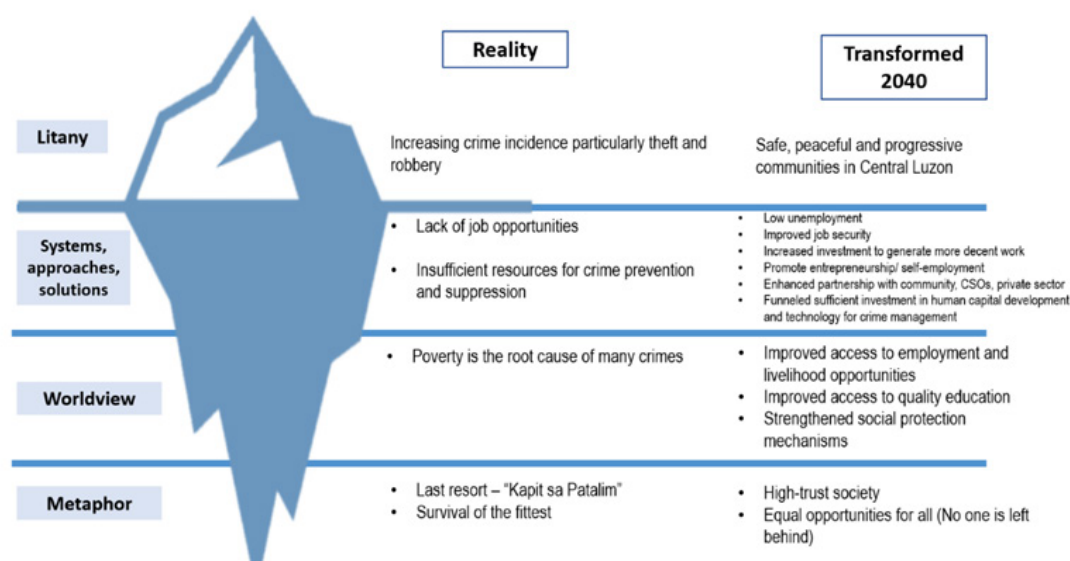 Reality
Transformed
2040
Litany
Increasing crime incidence particularly theft and
robbery
Safe, peaceful and progressive
communities in Central Luzon
Systems,
approaches,
solutions
• Lack of job opportunities
• Insufficient resources for crime prevention
and suppression
• Low unemployment
• Improved job security
• Increased investment to generate more decent work
• Promote entrepreneurship/ self-employment
• Enhanced partnership with community, CSOs, private sector
• Funneled sufficient investment in human capital development
and technology for crime management
Worldview
• Poverty is the root cause of many crimes
• Improved access to employment and
livelihood opportunities
• Improved access to quality education
• Strengthened social protection
mechanisms
Metaphor
• Last resort – “Kapit sa Patalim”
• Survival of the fittest
• High-trust society
• Equal opportunities for all (No one is left
behind)